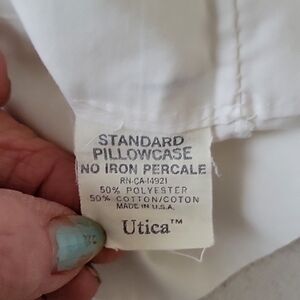 STANDARD
PILLOWCASE
NO IRON PERCALE
RN-CA-14921
50% POLYESTER
50% COTTON/COTON
MADE IN U.S.A.
Utica™